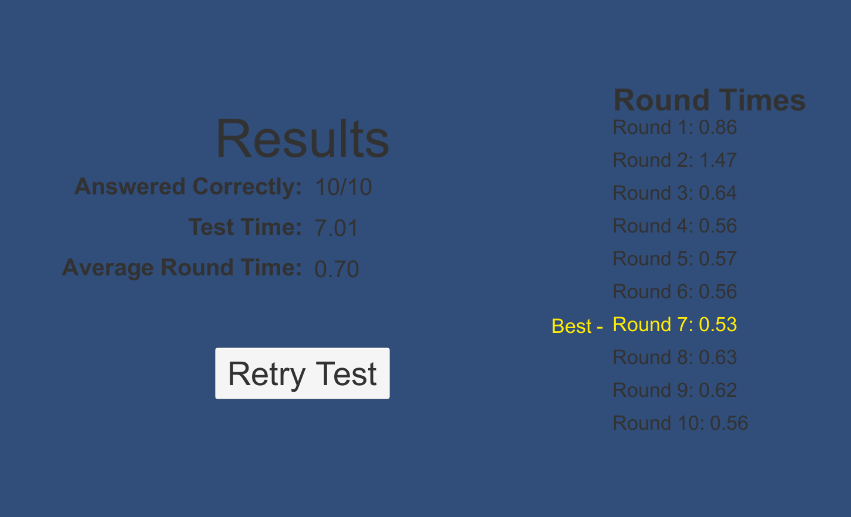 Results
Answered Correctly: 10/10
Test Time: 7.01
Average Round Time: 0.70
Retry Test
Round Times
Round 1: 0.86
Round 2: 1.47
Round 3: 0.64
Round 4: 0.56
Round 5: 0.57
Round 6: 0.56
Best - Round 7: 0.53
Round 8: 0.63
Round 9: 0.62
Round 10: 0.56